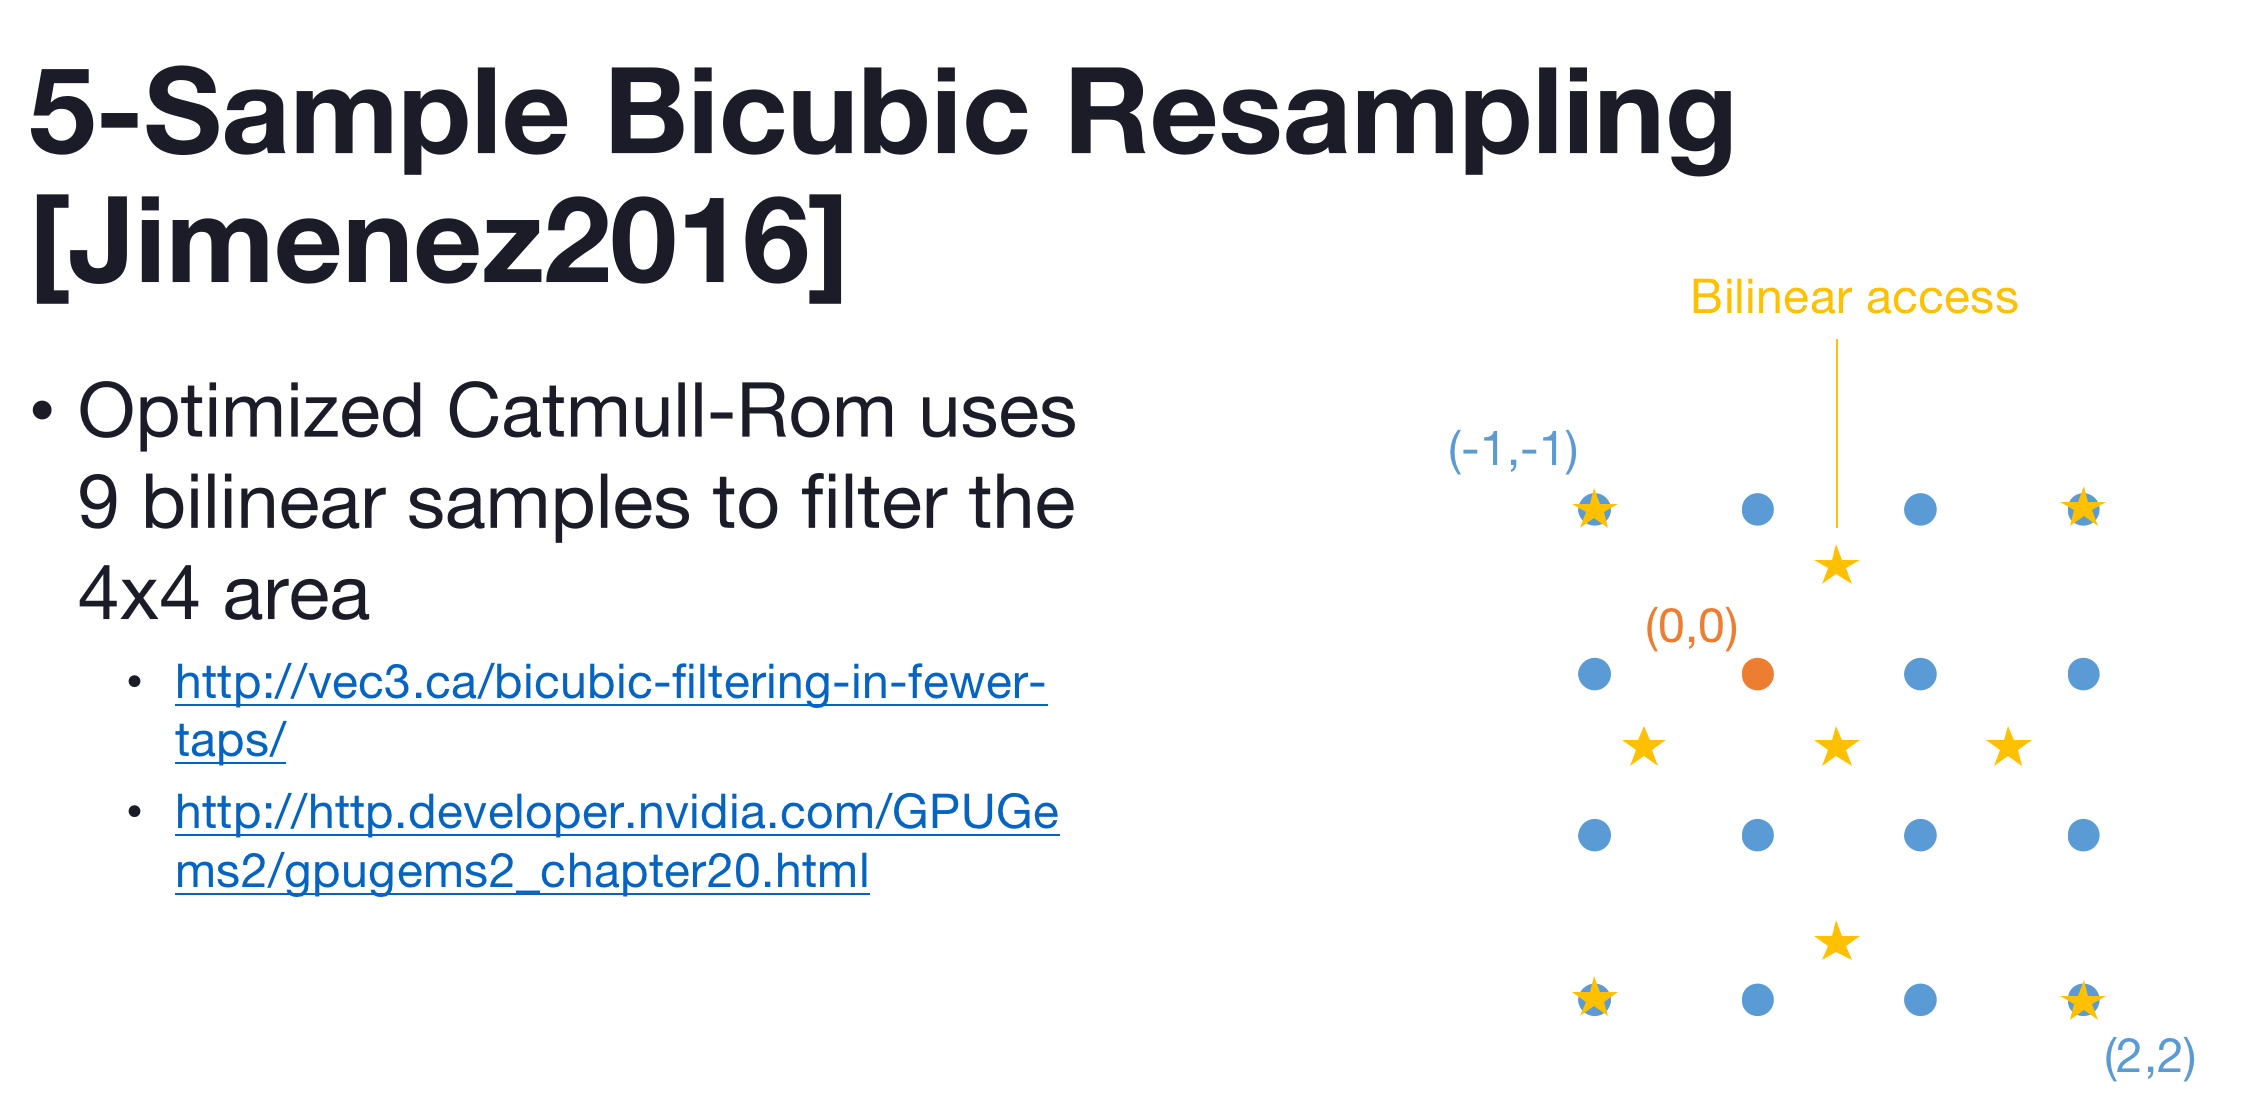 5-Sample Bicubic Resampling
[Jimenez2016]
Bilinear access
• Optimized Catmull-Rom uses
9 bilinear samples to filter the
4x4 area
• http://vec3.ca/bicubic-filtering-in-fewer-
taps/
• http://http.developer.nvidia.com/GPUGe
ms2/gpugems2_chapter20.html
(-1,-1)
(0,0)
(2,2)